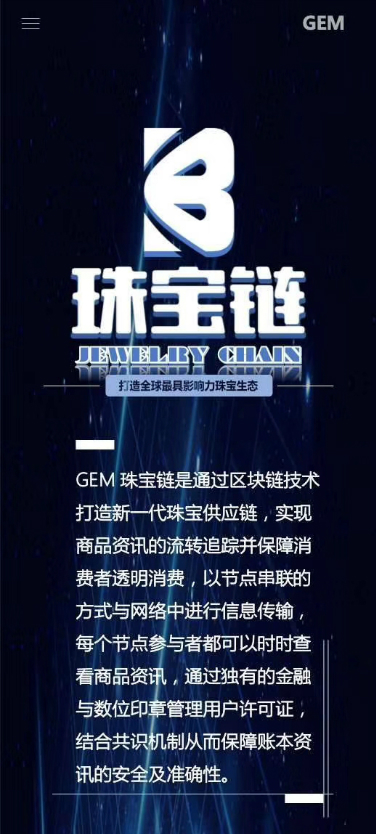 GEM
珠宝链
JEWELRY CHAIN
打造全球最具影响力珠宝生态
GEM 珠宝链是通过区块链技术
打造新一代珠宝供应链，实现
商品资讯的流转追踪并保障消
费者透明消费，以节点串联的
方式与网络中进行信息传输，
每个节点参与者都可以时时查
看商品资讯，通过独有的金融
与数位印章管理用户许可证，
结合共识机制从而保障账本资
讯的安全及准确性。